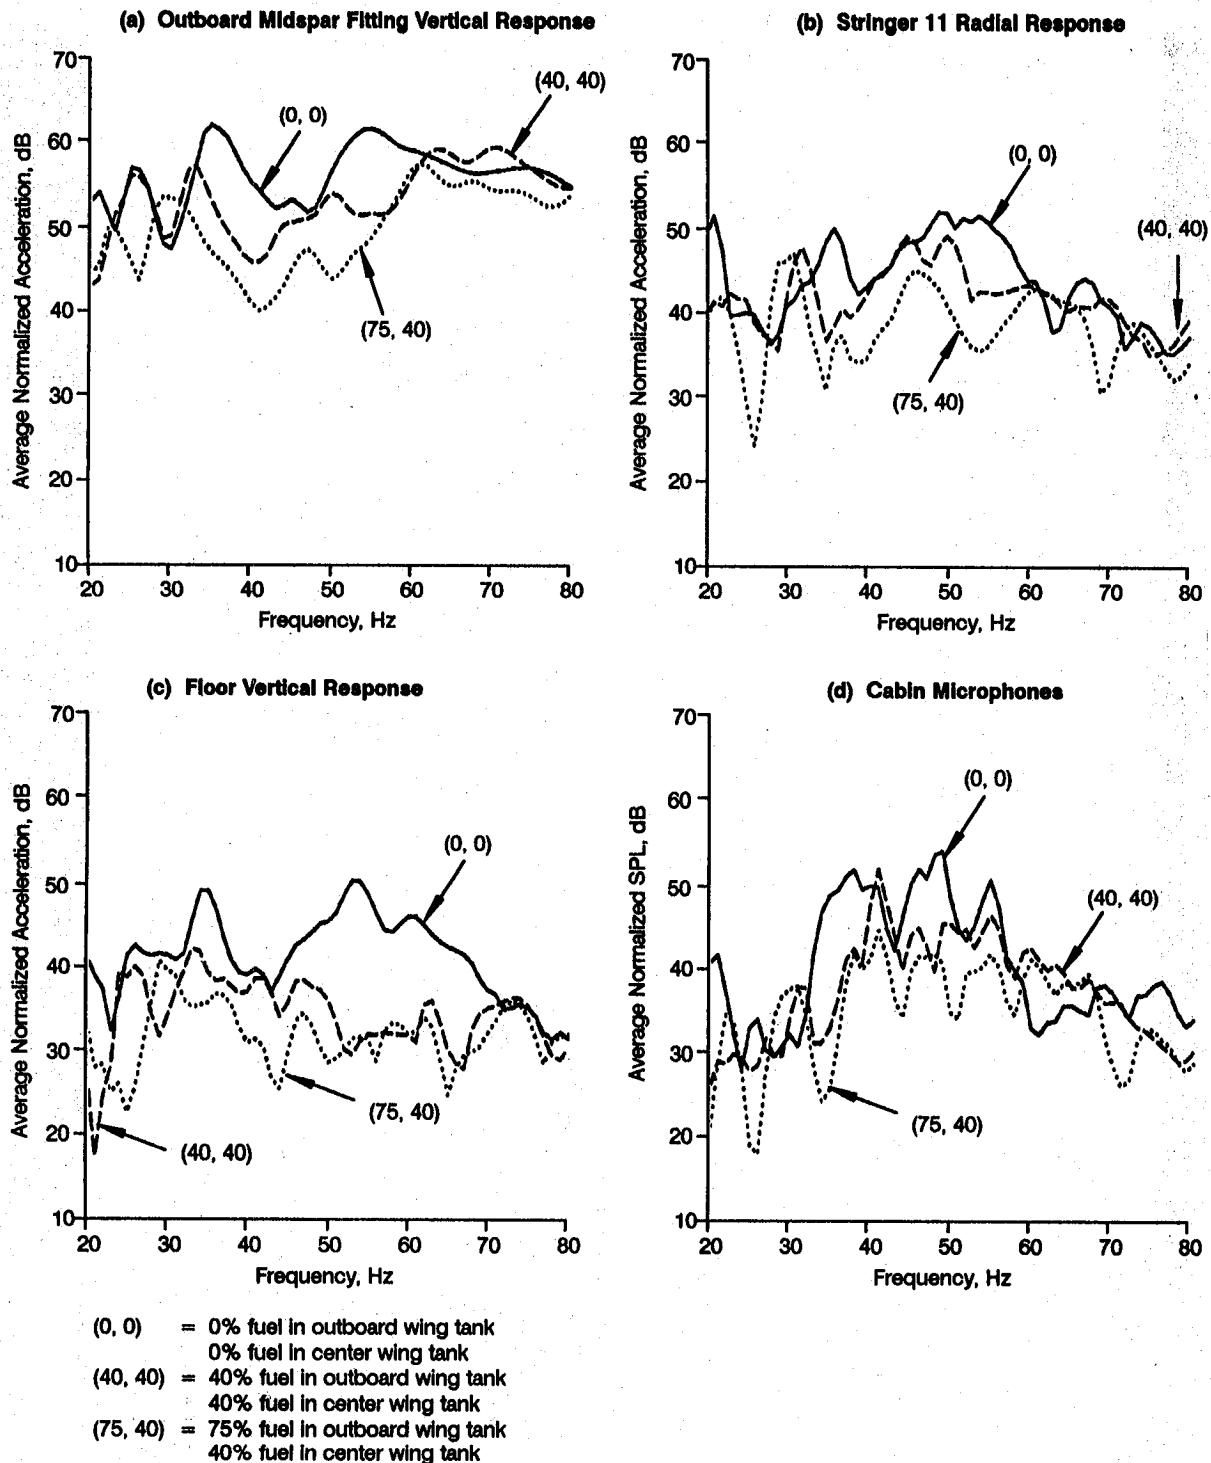 (a) Outboard Midspar Fitting Vertical Response
70
60
50
40
30
20
10
Average Normalized Acceleration, dB
(0, 0)
(40, 40)
(75, 40)
20 30 40 50 60 70 80
Frequency, Hz
(b) Stringer 11 Radial Response
70
60
50
40
30
20
10
Average Normalized Acceleration, dB
(0, 0)
(40, 40)
(75, 40)
20 30 40 50 60 70 80
Frequency, Hz
(c) Floor Vertical Response
70
60
50
40
30
20
10
Average Normalized Acceleration, dB
(0, 0)
(75, 40)
(40, 40)
20 30 40 50 60 70 80
Frequency, Hz
(d) Cabin Microphones
70
60
50
40
30
20
10
Average Normalized SPL, dB
(0, 0)
(40, 40)
(75, 40)
20 30 40 50 60 70 80
Frequency, Hz
(0, 0) = 0% fuel in outboard wing tank
0% fuel in center wing tank
(40, 40) = 40% fuel in outboard wing tank
40% fuel in center wing tank
(75, 40) = 75% fuel in outboard wing tank
40% fuel in center wing tank